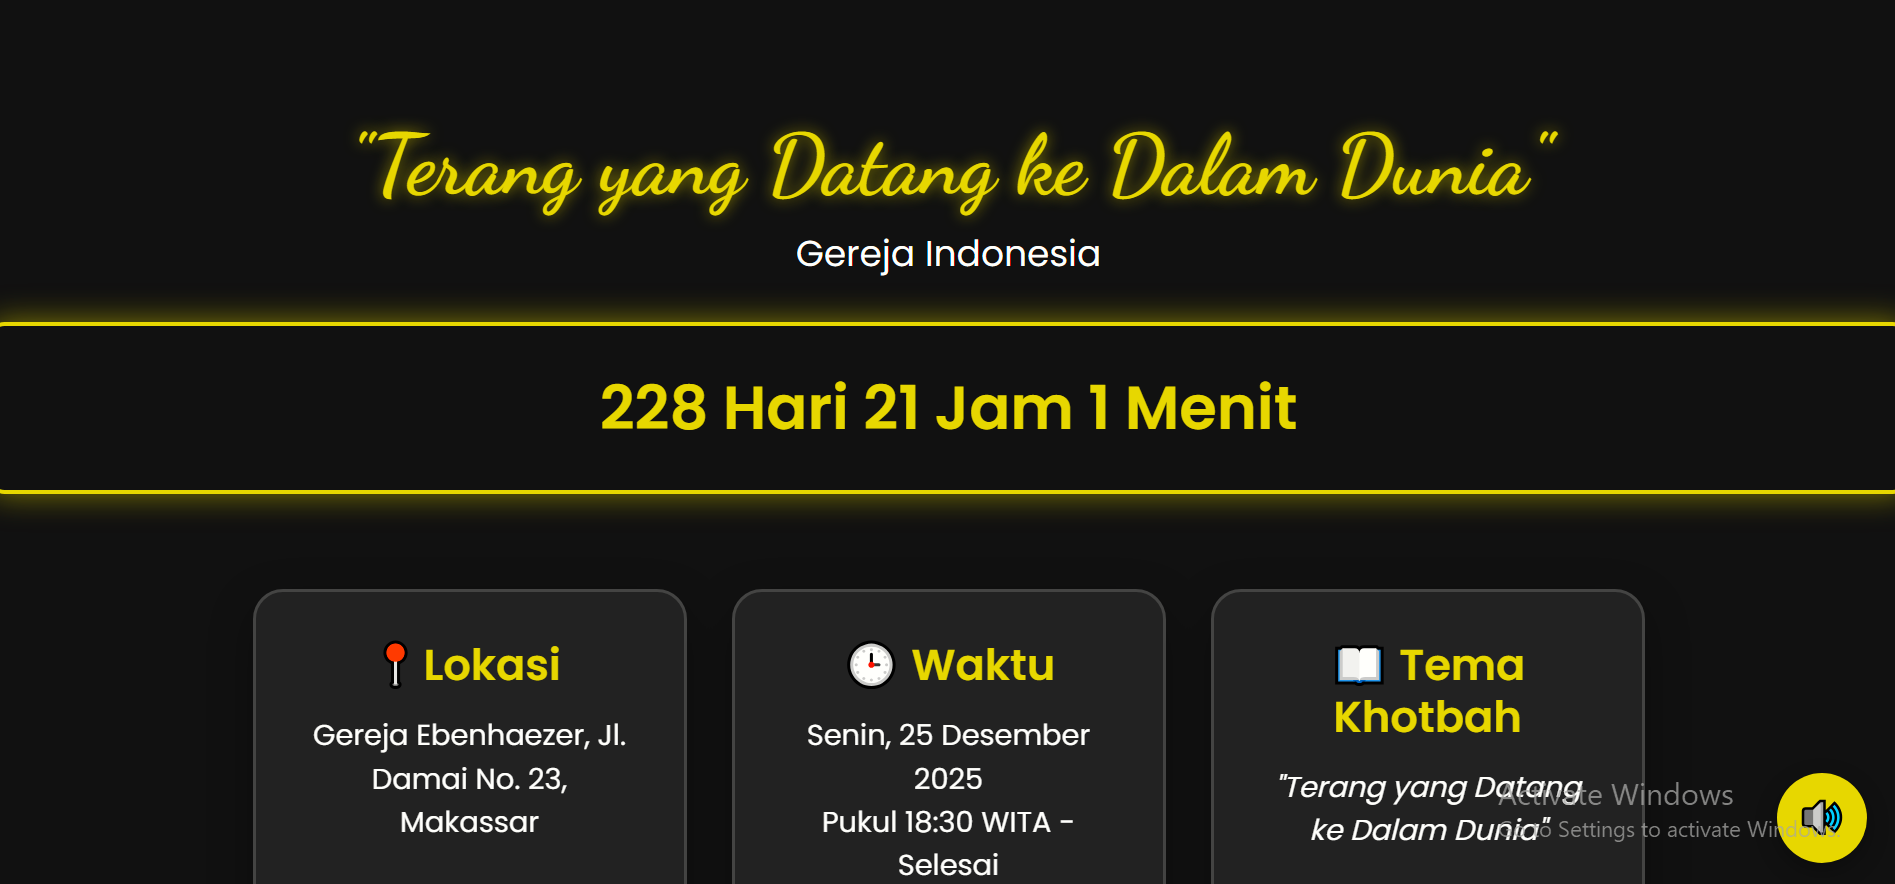 "Terang yang Datang ke Dalam Dunia"
Gereja Indonesia
228 Hari 21 Jam 1 Menit
Lokasi
Gereja Ebenhaezer, Jl.
Damai No. 23,
Makassar
Waktu
Senin, 25 Desember
2025
Pukul 18:30 WITA -
Selesai
Tema
Khotbah
"Terang yang Datang
ke Dalam Dunia"
Activate Windows
Go to Settings to activate Windows.